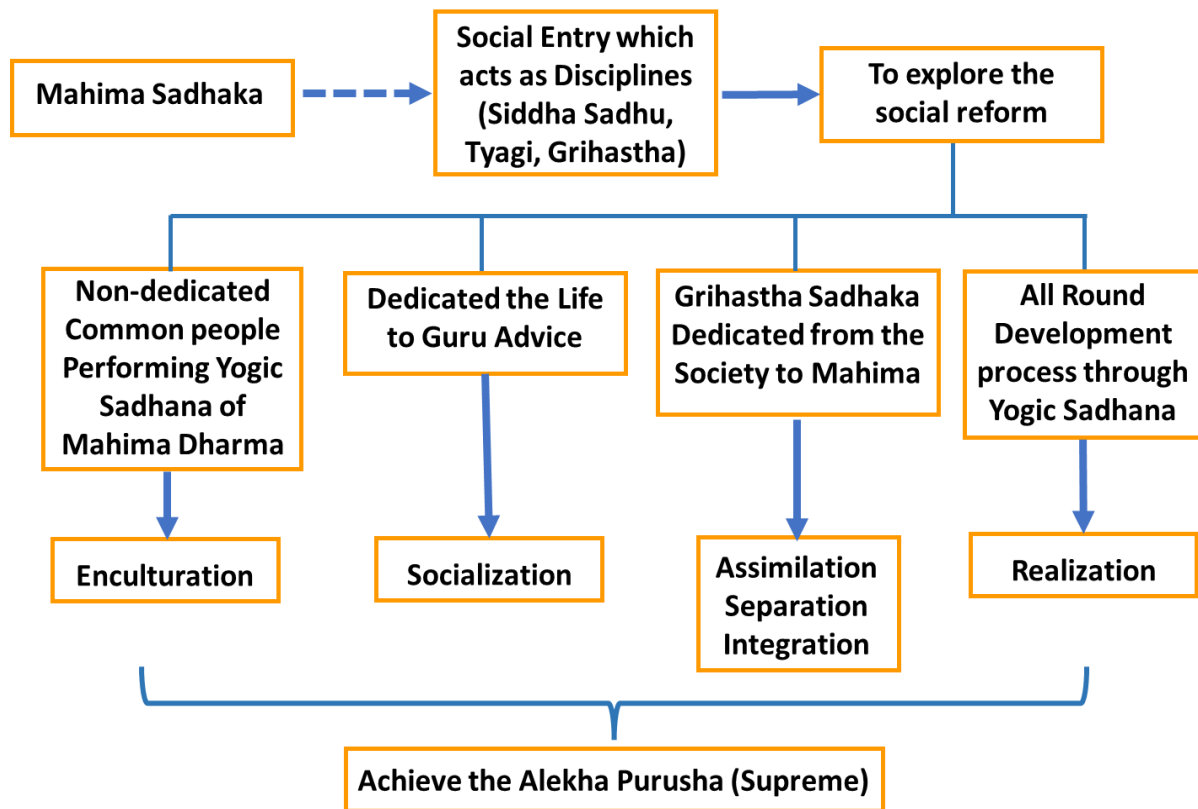 Mahima Sadhaka
Social Entry which
acts as Disciplines
(Siddha Sadhu,
Tyagi, Grihastha)
To explore the
social reform
Non-dedicated
Common people
Performing Yogic
Sadhana of
Mahima Dharma
Dedicated the Life
to Guru Advice
Grihastha Sadhaka
Dedicated from the
Society to Mahima
All Round
Development
process through
Yogic Sadhana
Enculturation
Socialization
Assimilation
Separation
Integration
Realization
Achieve the Alekha Purusha (Supreme)